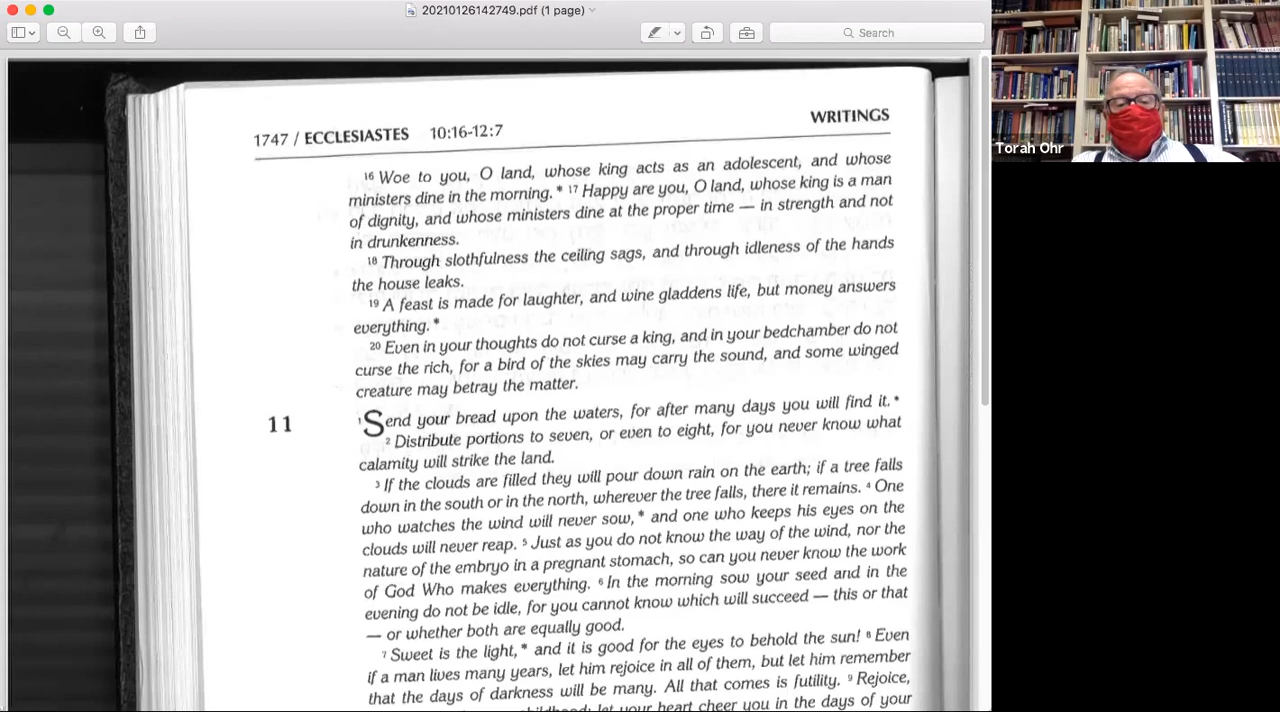 20210126142749.pdf (1 page)
Search
1747 / ECCLESIASTES 10:16-12:7 WRITINGS
16 Woe to you, O land, whose king acts as an adolescent, and whose
ministers dine in the morning.* 17 Happy are you, O land, whose king is a man
of dignity, and whose ministers dine at the proper time — in strength and not
in drunkenness.
18 Through slothfulness the ceiling sags, and through idleness of the hands
the house leaks.
19 A feast is made for laughter, and wine gladdens life, but money answers
everything.*
20 Even in your thoughts do not curse a king, and in your bedchamber do not
curse the rich, for a bird of the skies may carry the sound, and some winged
creature may betray the matter.
11 1 Send your bread upon the waters, for after many days you will find it.*
2 Distribute portions to seven, or even to eight, for you never know what
calamity will strike the land.
3 If the clouds are filled they will pour down rain on the earth; if a tree falls
down in the south or in the north, wherever the tree falls, there it remains. 4 One
who watches the wind will never sow,* and one who keeps his eyes on the
clouds will never reap. 5 Just as you do not know the way of the wind, nor the
nature of the embryo in a pregnant stomach, so can you never know the work
of God Who makes everything. 6 In the morning sow your seed and in the
evening do not be idle, for you cannot know which will succeed — this or that
— or whether both are equally good.
7 Sweet is the light,* and it is good for the eyes to behold the sun! 8 Even
if a man lives many years, let him rejoice in all of them, but let him remember
that the days of darkness will be many. All that comes is futility. 9 Rejoice,
childhood; let your heart cheer you in the days of your
Torah Ohr